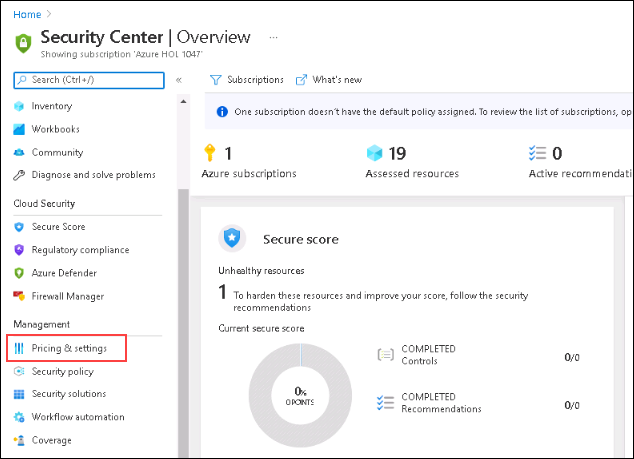 Home >
Security Center | Overview ...
Showing subscription 'Azure HOL 1047'
Search (Ctrl+/)
«
Subscriptions
What's new
Inventory
Workbooks
Community
Diagnose and solve problems
Cloud Security
Secure Score
Regulatory compliance
Azure Defender
Firewall Manager
Management
Pricing & settings
Security policy
Security solutions
Workflow automation
Coverage
One subscription doesn't have the default policy assigned. To review the list of subscriptions, op
1
Azure subscriptions
19
Assessed resources
0
Active recommendati
Secure score
Unhealthy resources
1 To harden these resources and improve your score, follow the security
recommendations
Current secure score
0%
0 POINTS
COMPLETED
Controls
0/0
COMPLETED
Recommendations
0/0